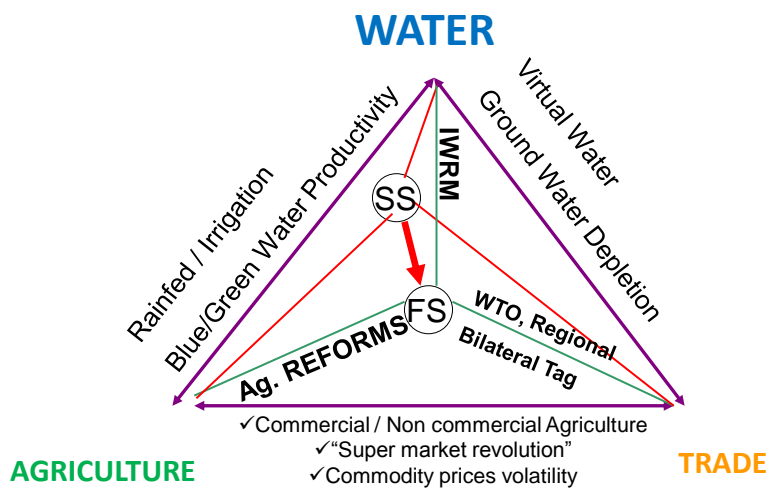 WATER
Virtual Water
Ground Water Depletion
Rainfed / Irrigation
Blue/Green Water Productivity
IWRM
SS
FS
WTO, Regional
Bilateral Tag
Ag. REFORMS
✓Commercial / Non commercial Agriculture
✓“Super market revolution”
✓Commodity prices volatility
AGRICULTURE
TRADE